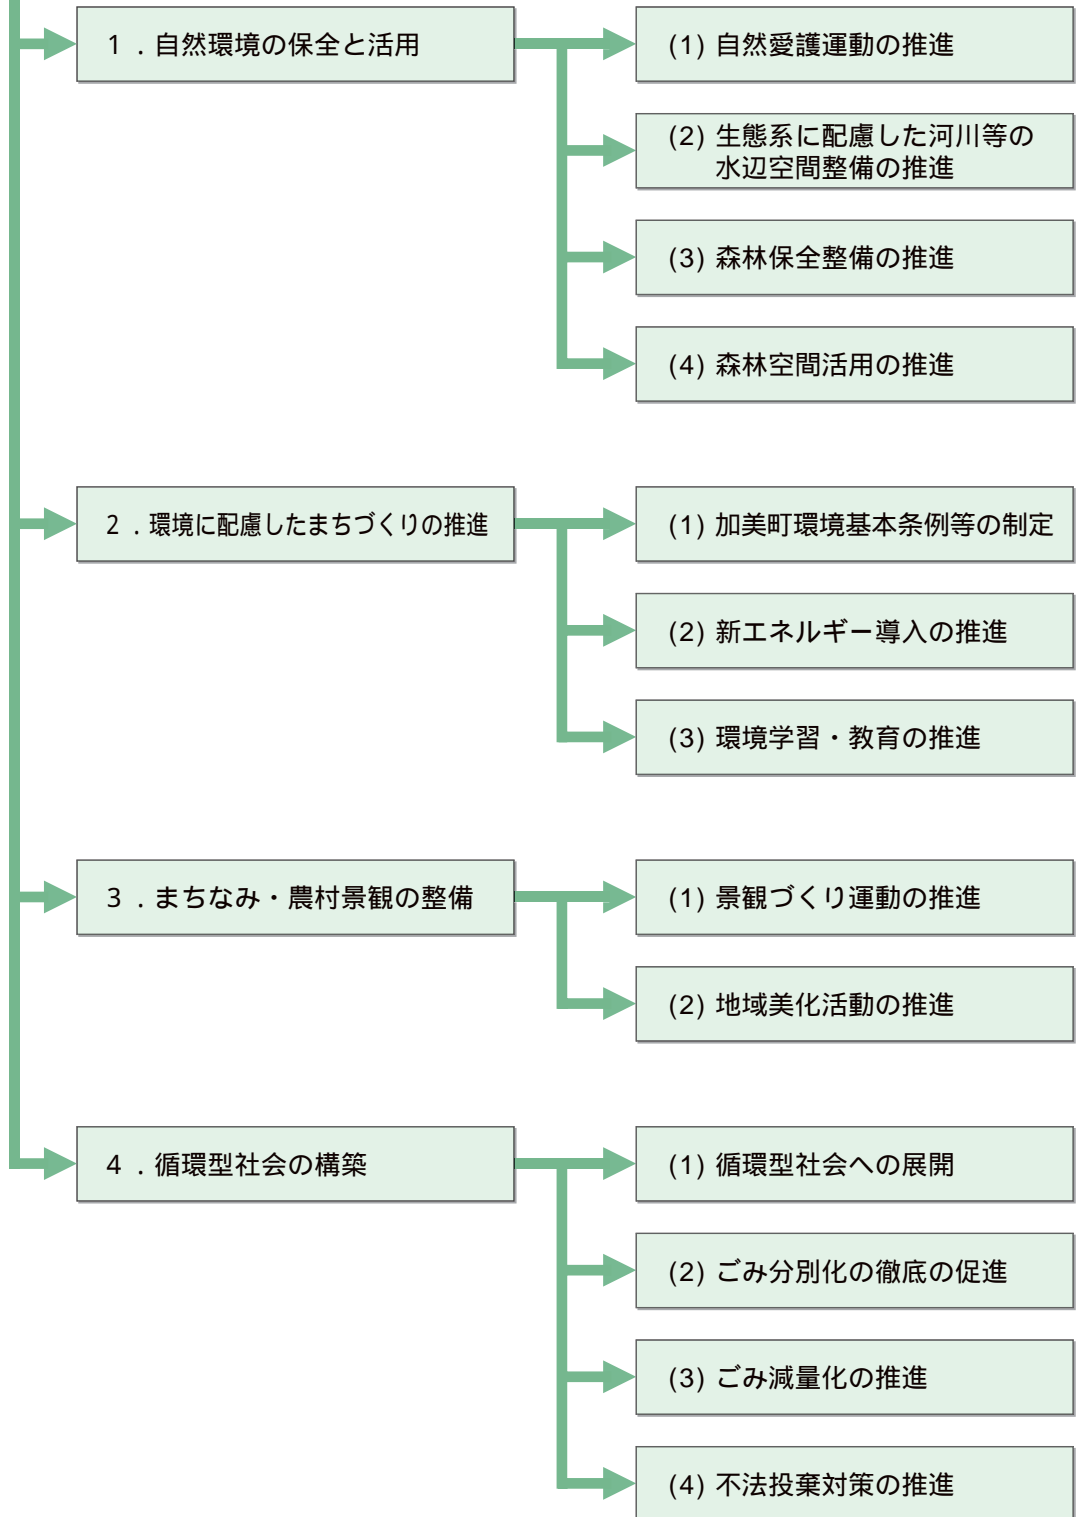 1．自然環境の保全と活用
(1) 自然愛護運動の推進
(2) 生態系に配慮した河川等の
水辺空間整備の推進
(3) 森林保全整備の推進
(4) 森林空間活用の推進
2．環境に配慮したまちづくりの推進
(1) 加美町環境基本条例等の制定
(2) 新エネルギー導入の推進
(3) 環境学習・教育の推進
3．まちなみ・農村景観の整備
(1) 景観づくり運動の推進
(2) 地域美化活動の推進
4．循環型社会の構築
(1) 循環型社会への展開
(2) ごみ分別化の徹底の促進
(3) ごみ減量化の推進
(4) 不法投棄対策の推進